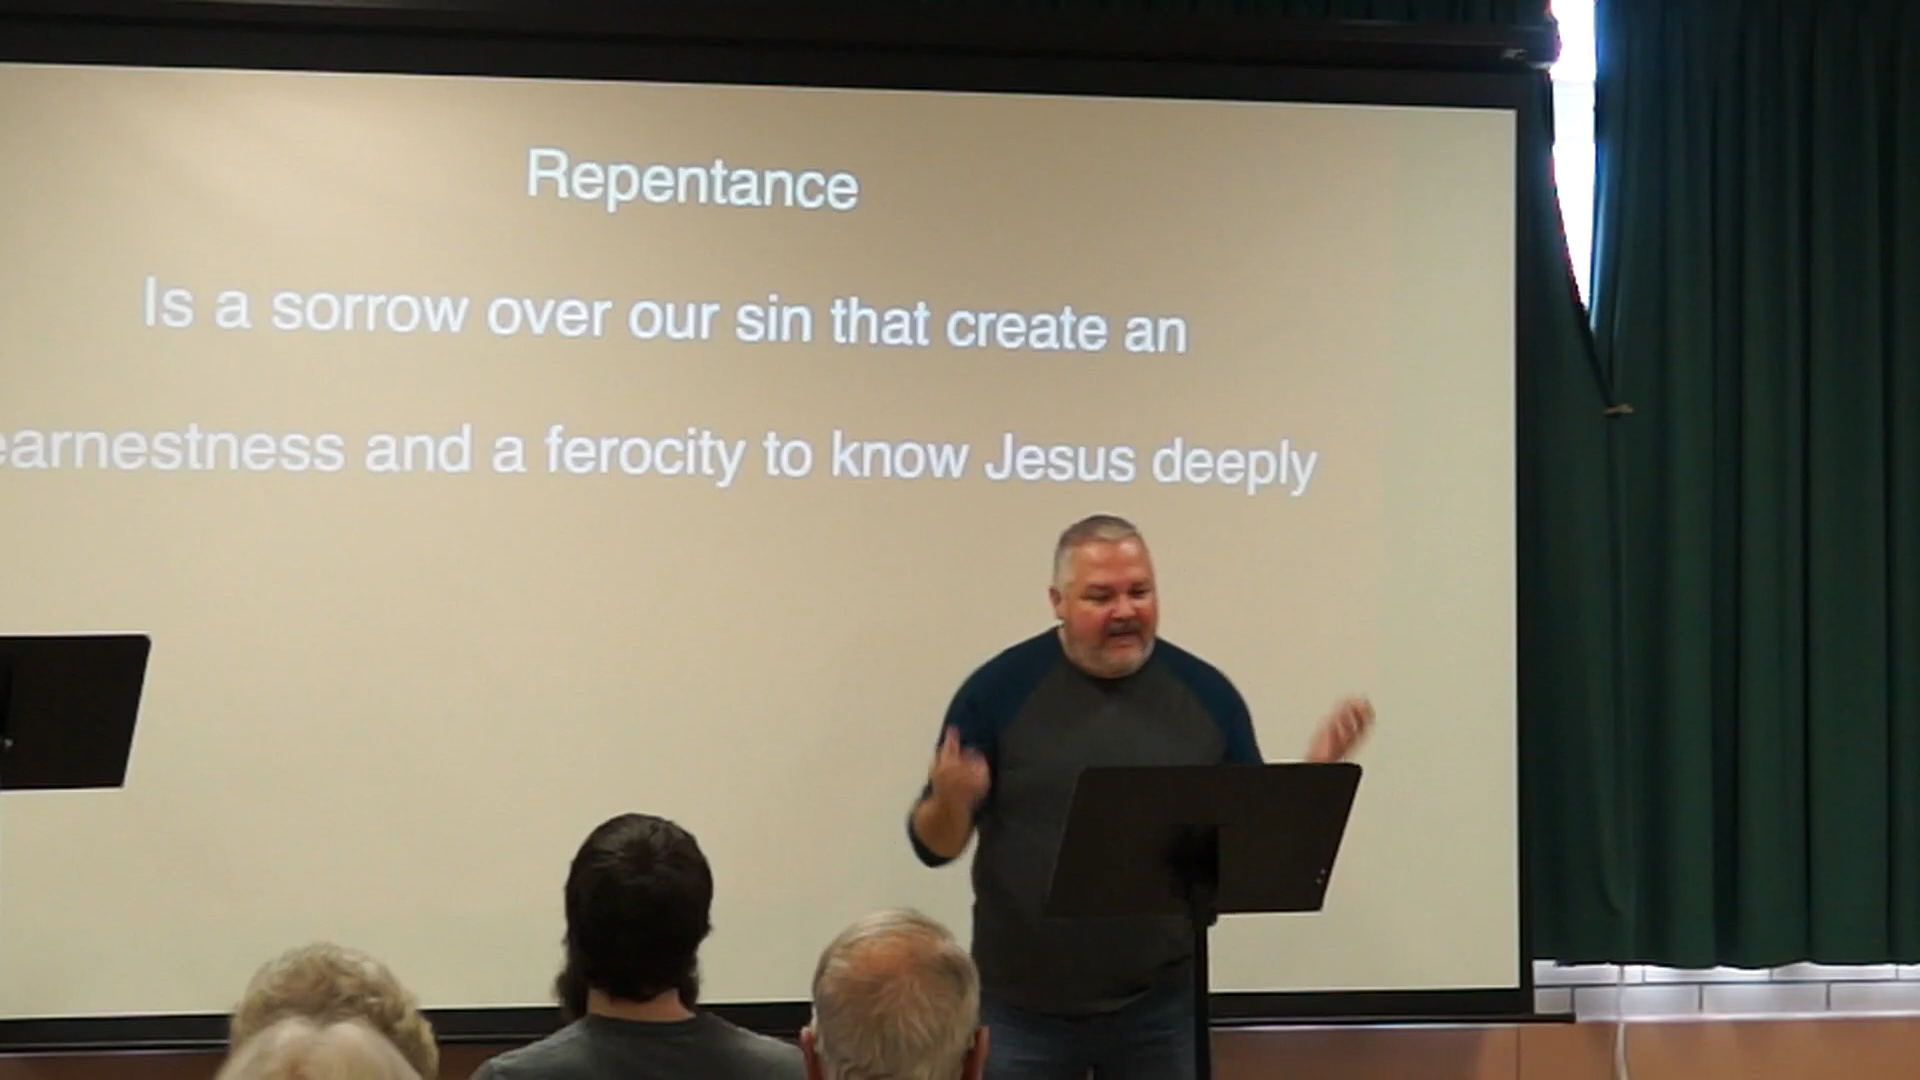 Repentance
Is a sorrow over our sin that create an
earnestness and a ferocity to know Jesus deeply